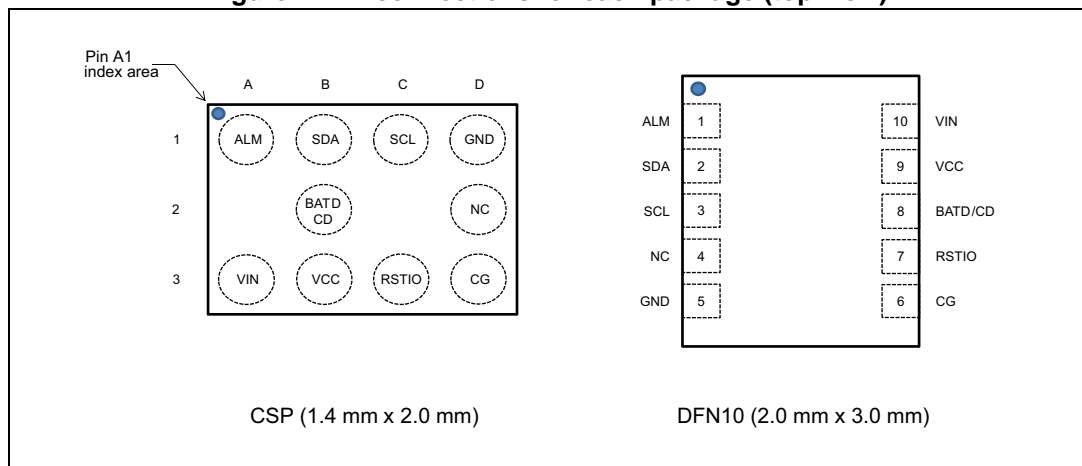 Pin A1
index area
A B C D
1 ALM SDA SCL GND
2 BATD
CD NC
3 VIN VCC RSTIO CG
CSP (1.4 mm x 2.0 mm)
ALM 1 10 VIN
SDA 2 9 VCC
SCL 3 8 BATD/CD
NC 4 7 RSTIO
GND 5 6 CG
DFN10 (2.0 mm x 3.0 mm)